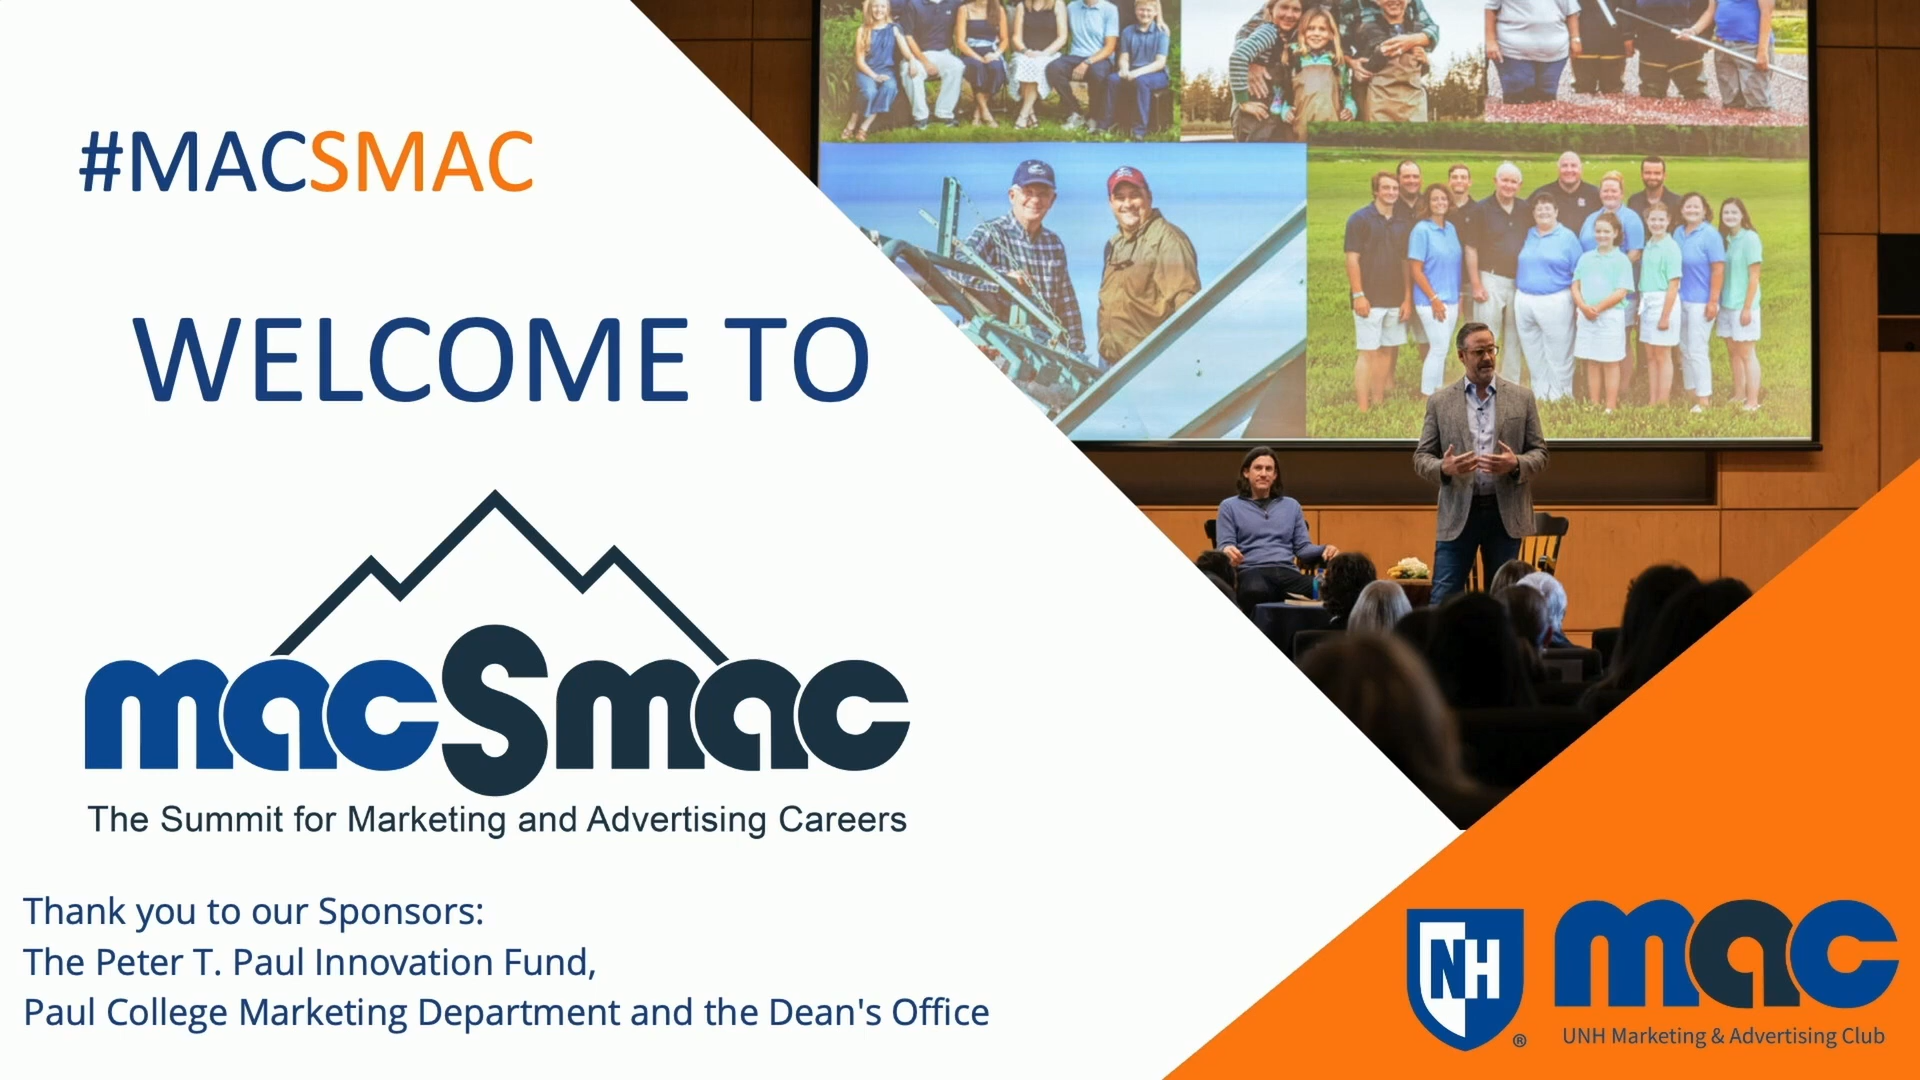 #MACSMAC
WELCOME TO
macSmac
The Summit for Marketing and Advertising Careers
Thank you to our Sponsors:
The Peter T. Paul Innovation Fund,
Paul College Marketing Department and the Dean's Office
NH ®
mac
UNH Marketing & Advertising Club